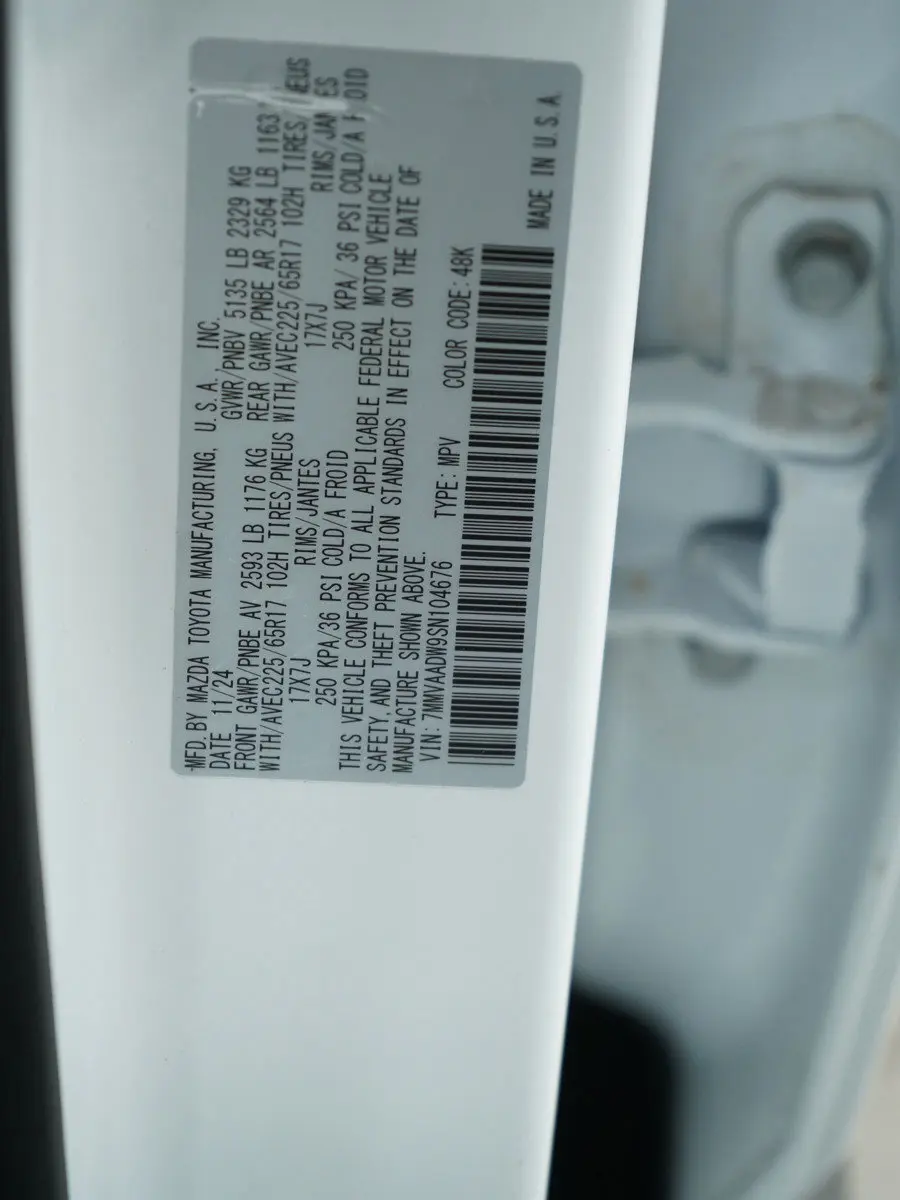 MFD.BY MAZDA TOYOTA MANUFACTURING, U.S.A., INC.
DATE 11/24 GVWR/PNBV 5135 LB 2329 KG
FRONT GAWR/PNBE AV 2593 LB 1176 KG REAR GAWR/PNBE AR 2564 LB 1163
WITH/AVEC225/65R17 102H TIRES/PNEUS WITH/AVEC225/65R17 102H TIRES/
17X7J RIMS/JANTES 17X7J
250 KPA/36 PSI COLD/A FROID 250 KPA/ 36 PSI COLD/A
THIS VEHICLE CONFORMS TO ALL APPLICABLE FEDERAL MOTOR VEHICLE
SAFETY, AND THEFT PREVENTION STANDARDS IN EFFECT ON THE DATE OF
MANUFACTURE SHOWN ABOVE.
VIN: 7MMVAADW9SN104676 TYPE: MPV COLOR CODE: 48K
MADE IN U.S.A.